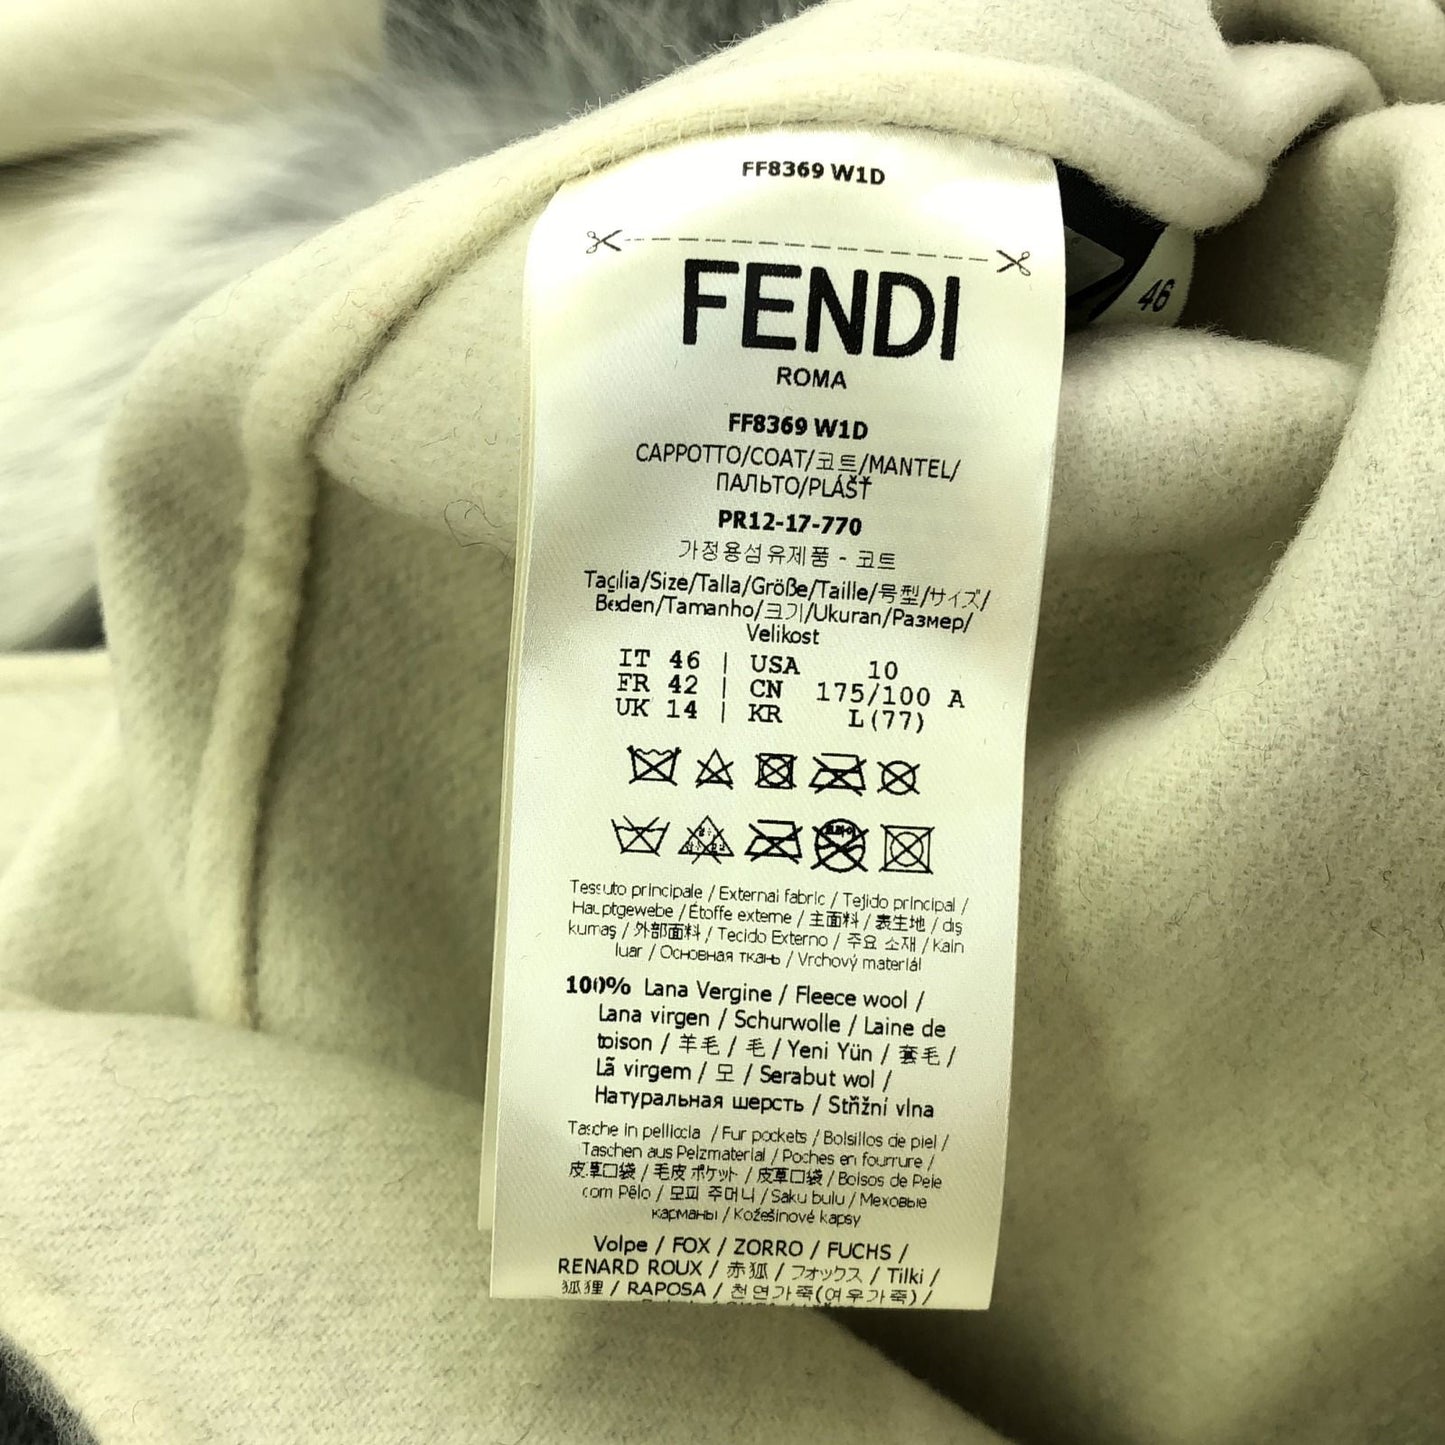 FF8369 W1D
FENDI
ROMA
46
FF8369 W1D
CAPPOTTO/COAT/코트/MANTEL/
ПАЛЬТО/PLÁŠŤ
PR12-17-770
가정용섬유제품 - 코트
Taglia/Size/Talla/Größe/Taille/号型/サイズ/
Beden/Tamanho/크기/Ukuran/Размер/
Velikost
IT 46 | USA 10
FR 42 | CN 175/100 A
UK 14 | KR L(77)
Tessuto principale / External fabric / Tejido principal /
Hauptgewebe / Étoffe externe / 主面料 / 表生地 / dış
kumaş / 外部面料 / Tecido Externo / 주요 소재 / Kain
luar / Основная ткань / Vrchový materiál
100% Lana Vergine / Fleece wool /
Lana virgen / Schurwolle / Laine de
toison / 羊毛 / 毛 / Yeni Yün / 套毛 /
Lã virgem / 모 / Serabut wol /
Натуральная шерсть / Střžní vlna
Tasche in pelliccia / Fur pockets / Bolsillos de piel /
Taschen aus Pelzmaterial / Poches en fourrure /
皮草口袋 / 毛皮 ポケット / 皮草口袋 / Bolsos de Pele
com Pêlo / 모피 주머니 / Saku bulu / Меховые
карманы / Kožešinové kapsy
Volpe / FOX / ZORRO / FUCHS /
RENARD ROUX / 赤狐 / フォックス / Tilki /
狐狸 / RAPOSA / 천연가죽(여우가죽) /